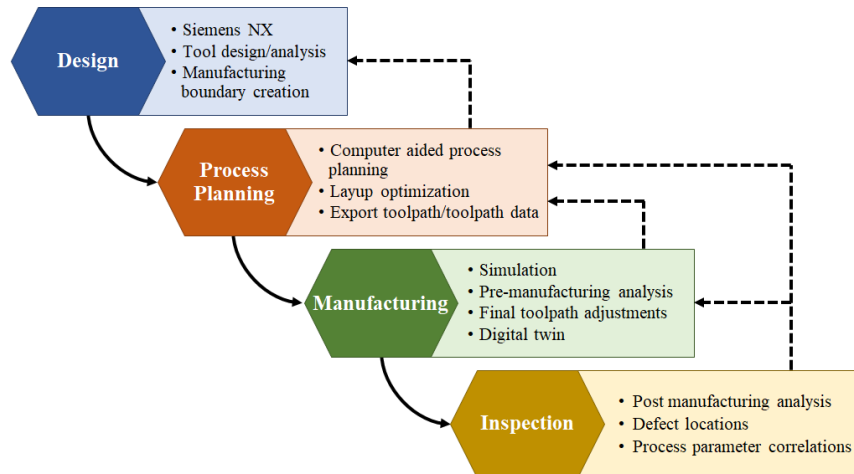 Design
• Siemens NX
• Tool design/analysis
• Manufacturing
boundary creation
Process
Planning
• Computer aided process
planning
• Layup optimization
• Export toolpath/toolpath data
Manufacturing
• Simulation
• Pre-manufacturing analysis
• Final toolpath adjustments
• Digital twin
Inspection
• Post manufacturing analysis
• Defect locations
• Process parameter correlations